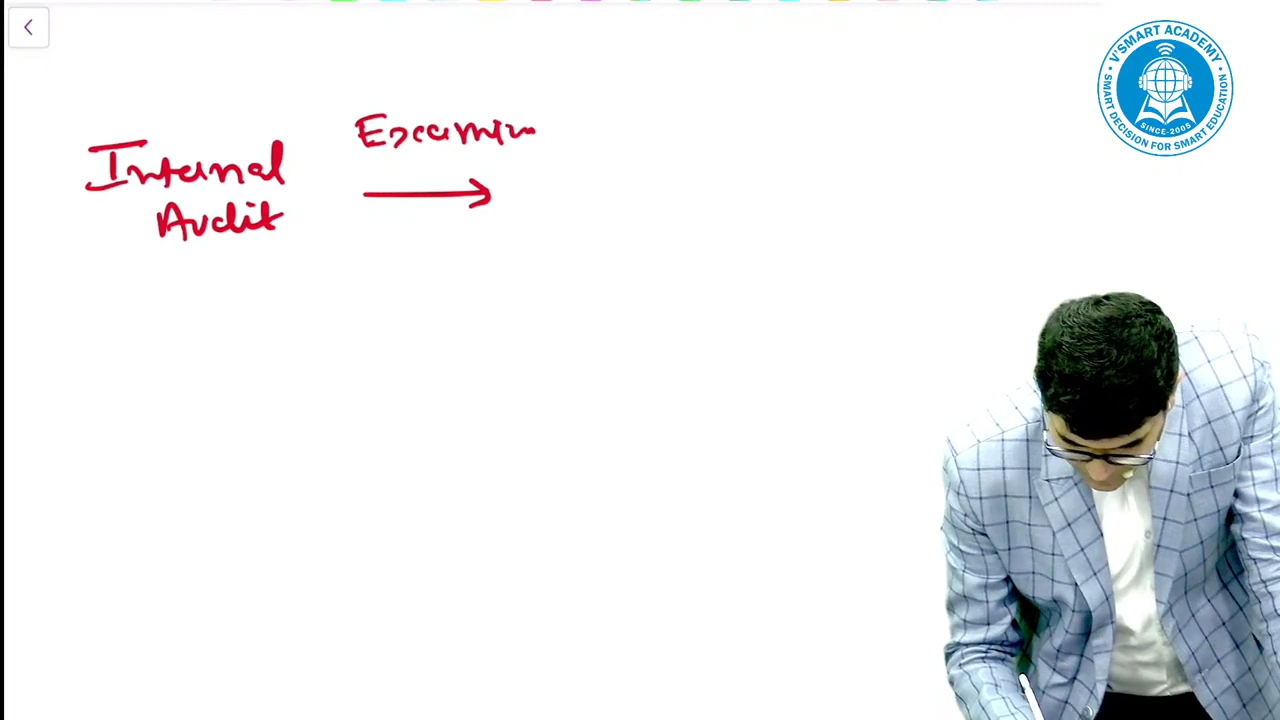 V'SMART ACADEMY
SMART DECISION FOR SMART EDUCATION
SINCE-2005
Examin
Internal
Audit